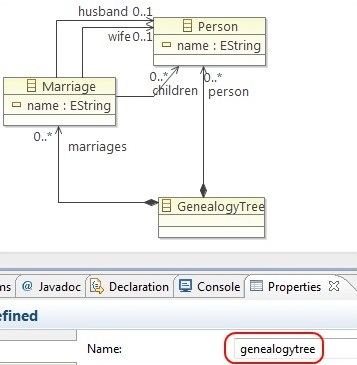 husband 0..1
Person
name : EString
wife 0..1
Marriage
name : EString
0..*
children
0..*
person
0..*
marriages
GenealogyTree
ms @ Javadoc Declaration Console Properties
efined
Name: genealogytree